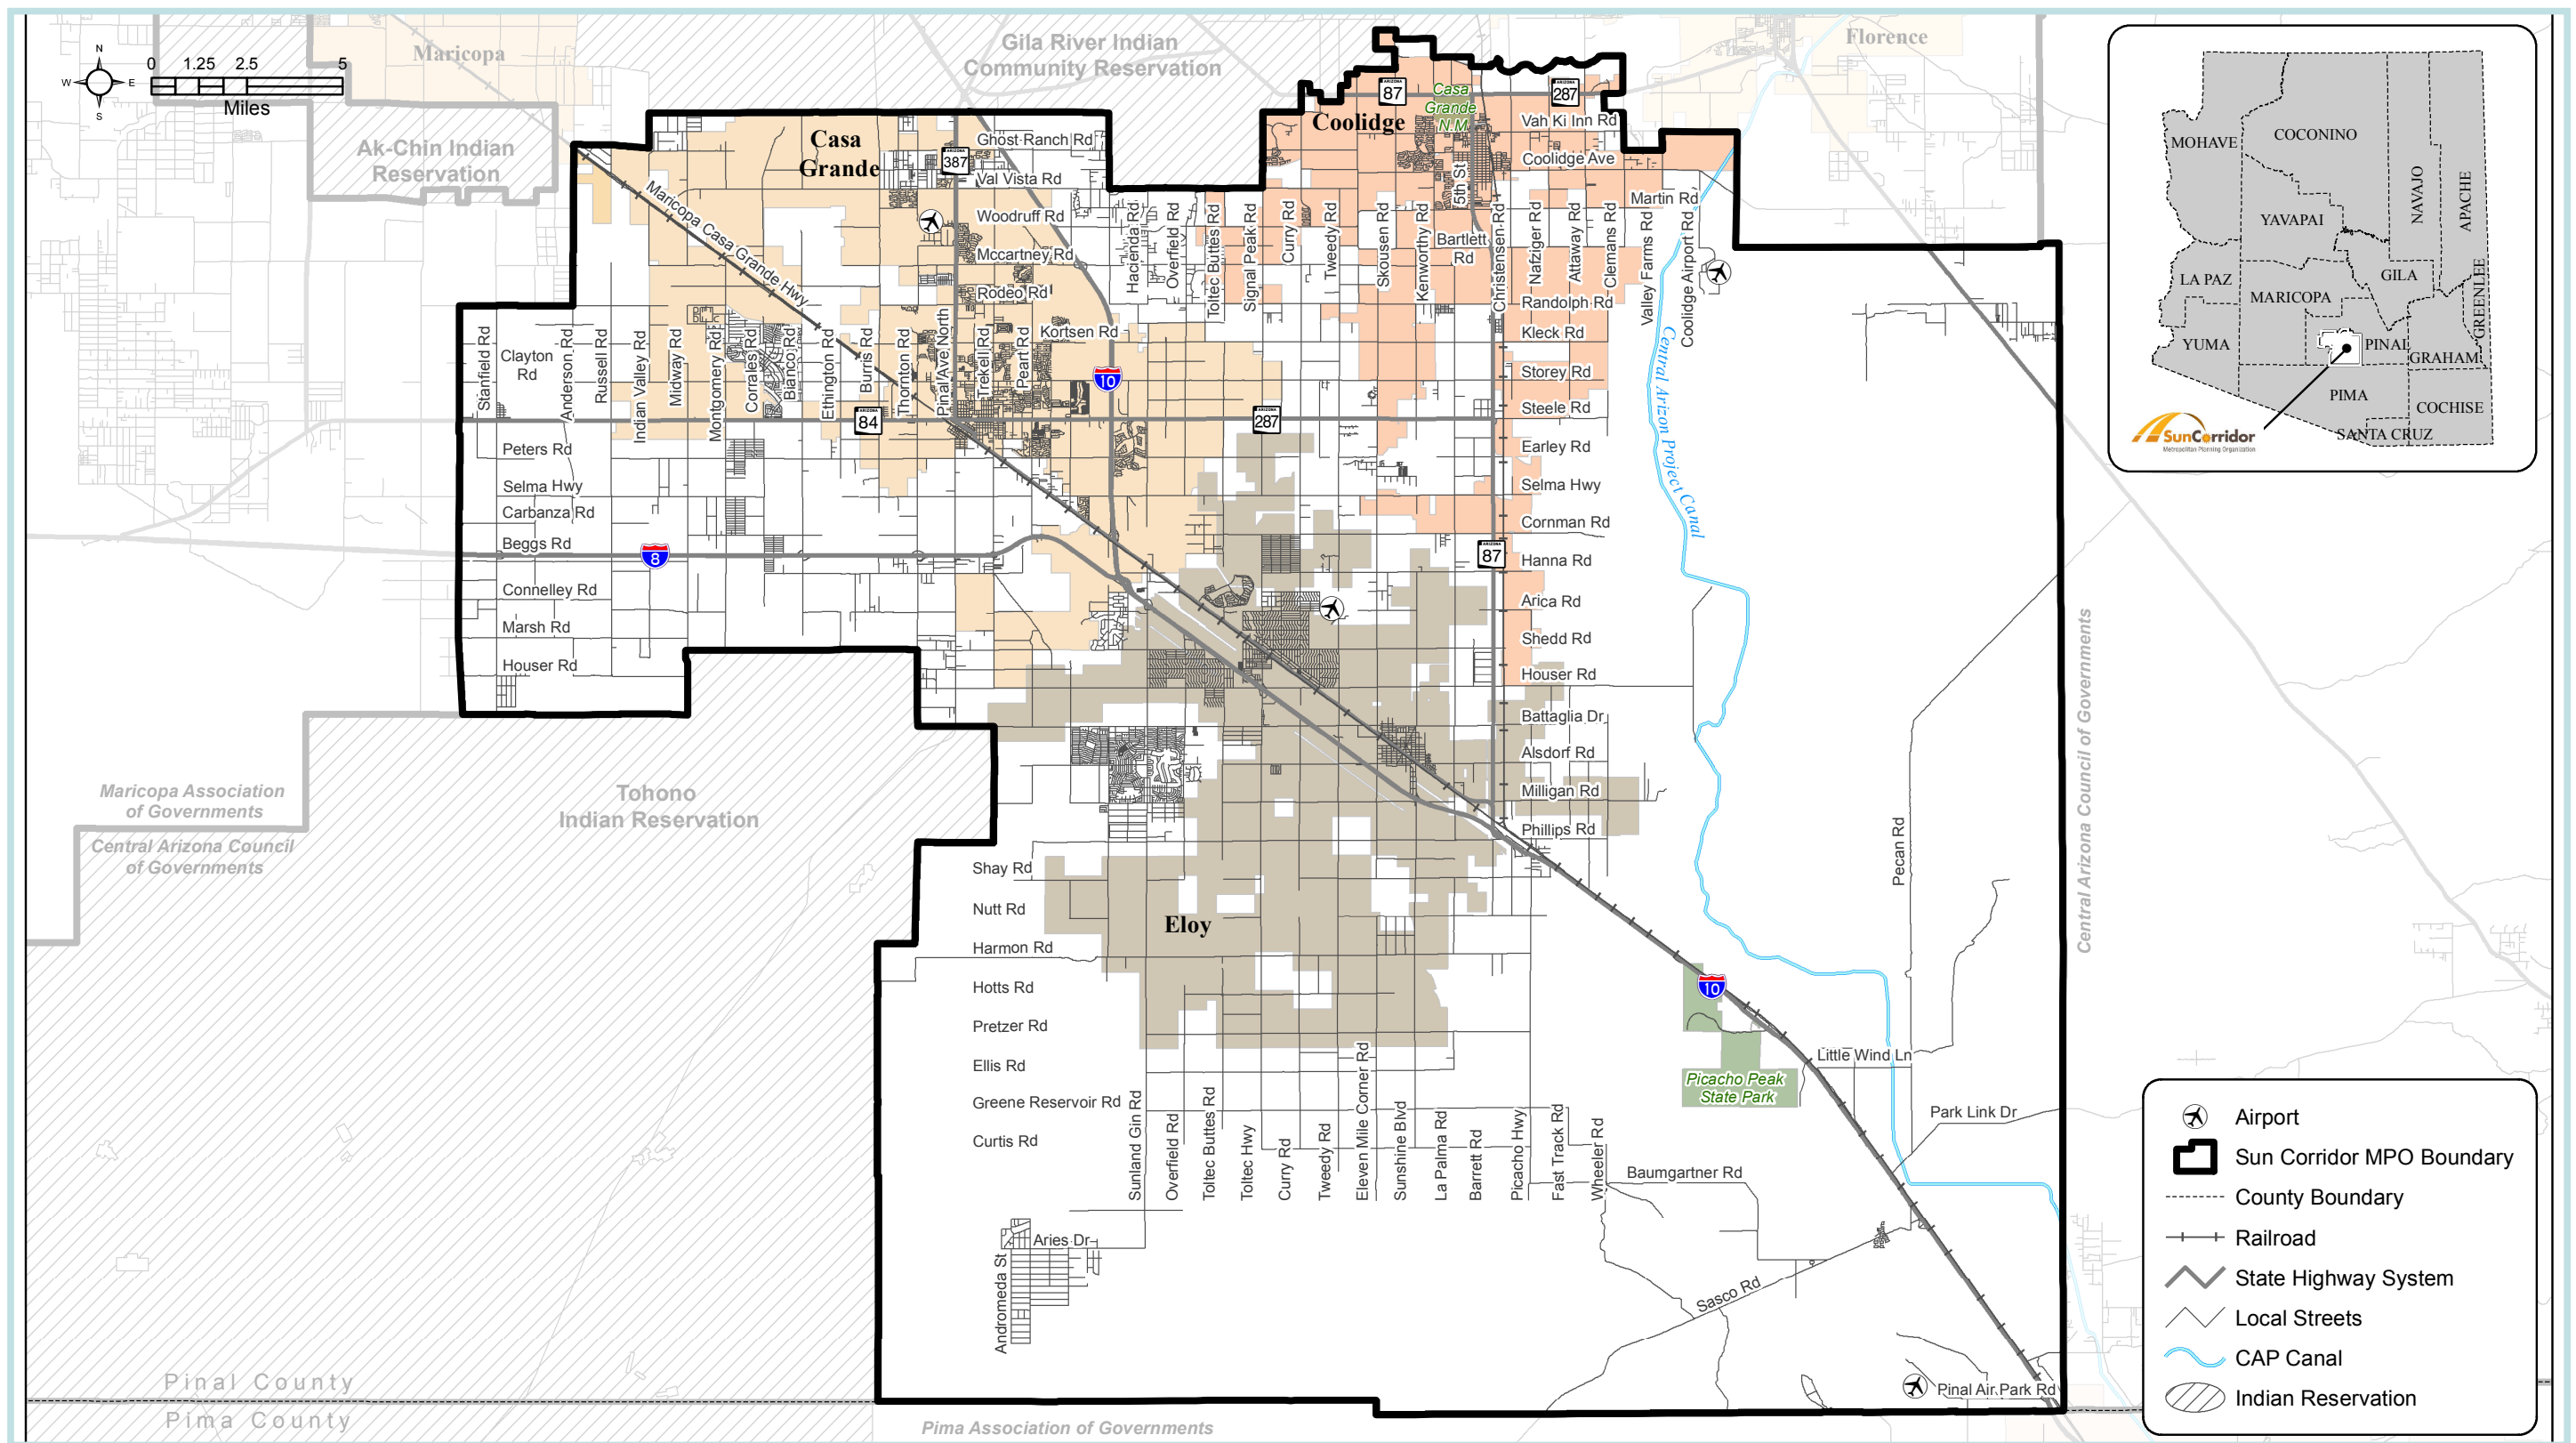 Maricopa
Gila River Indian
Community Reservation
Florence
N
W
E
S
0
1.25
2.5
5
Miles
Ak-Chin Indian
Reservation
Casa
Grande
ARIZONA
387
Ghost Ranch Rd
Val Vista Rd
Woodruff Rd
Mccartney Rd
Rodeo Rd
Kortsen Rd
Maricopa Casa Grande Hwy
Coolidge
ARIZONA
87
Casa
Grande
N.M.
ARIZONA
287
Vah Ki Inn Rd
Coolidge Ave
Martin Rd
5th St
Bartlett
Rd
Hacienda Rd
Overfield Rd
Toltec Buttes Rd
Signal Peak Rd
Curry Rd
Tweedy Rd
Skousen Rd
Kenworthy Rd
Christensen Rd
Natziger Rd
Attaway Rd
Clemans Rd
Valley Farms Rd
Coolidge Airport Rd
Randolph Rd
Kleck Rd
Storey Rd
Steele Rd
Earley Rd
Selma Hwy
Cornman Rd
Hanna Rd
Arica Rd
Shedd Rd
Houser Rd
Battaglia Dr
Alsdorf Rd
Milligan Rd
Phillips Rd
Central Arizon Project Canal
Stanfield Rd
Clayton
Rd
Anderson Rd
Russell Rd
Indian Valley Rd
Midway Rd
Montgomery Rd
Corrales Rd
Bianco Rd
Ethington Rd
Burris Rd
Thornton Rd
Pinal Ave North
Trekell Rd
Peart Rd
10
ARIZONA
84
ARIZONA
287
Peters Rd
Selma Hwy
Carbanza Rd
Beggs Rd
8
ARIZONA
87
Connelley Rd
Marsh Rd
Houser Rd
Maricopa Association
of Governments
Central Arizona Council
of Governments
Tohono
Indian Reservation
Central Arizona Council of Governments
Shay Rd
Nutt Rd
Harmon Rd
Hotts Rd
Pretzer Rd
Ellis Rd
Greene Reservoir Rd
Curtis Rd
Eloy
Pecan Rd
10
Little Wind Ln
Picacho Peak
State Park
Park Link Dr
Sunland Gin Rd
Overfield Rd
Toltec Buttes Rd
Toltec Hwy
Curry Rd
Tweedy Rd
Eleven Mile Corner Rd
Sunshine Blvd
La Palma Rd
Barrett Rd
Picacho Hwy
Fast Track Rd
Wheeler Rd
Baumgartner Rd
Aries Dr
Andromeda St
Sasco Rd
Pinal Air Park Rd
Pinal County
Pima County
Pima Association of Governments
MOHAVE
COCONINO
NAVAJO
APACHE
YAVAPAI
LA PAZ
GILA
MARICOPA
GREENLEE
YUMA
PINAL
GRAHAM
PIMA
COCHISE
SANTA CRUZ
SunCorridor
Metropolitan Planning Organization
Airport
Sun Corridor MPO Boundary
County Boundary
Railroad
State Highway System
Local Streets
CAP Canal
Indian Reservation